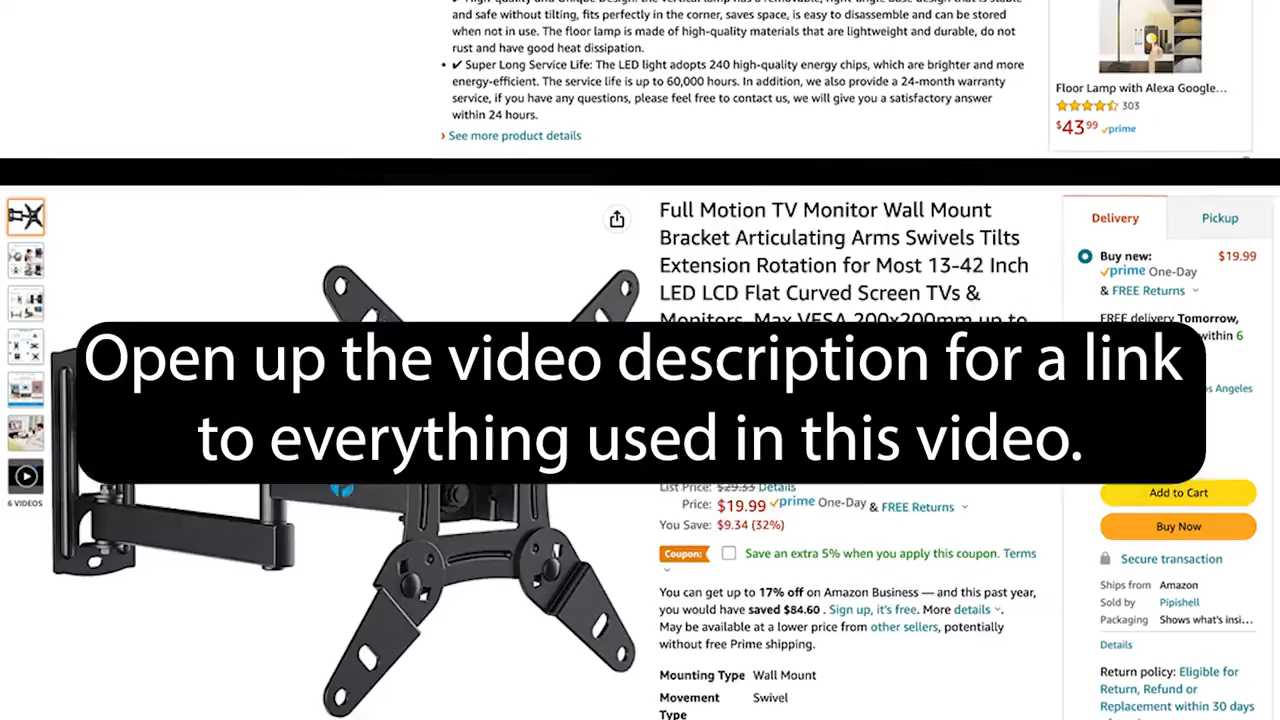 and safe without tilting, fits perfectly in the corner, saves space, is easy to disassemble and can be stored
when not in use. The floor lamp is made of high-quality materials that are lightweight and durable, do not
rust and have good heat dissipation.
• ✔ Super Long Service Life: The LED light adopts 240 high-quality energy chips, which are brighter and more
energy-efficient. The service life is up to 60,000 hours. In addition, we also provide a 24-month warranty
service, if you have any questions, please feel free to contact us, we will give you a satisfactory answer
within 24 hours.
› See more product details
Floor Lamp with Alexa Google...
303
$43.99 prime
6 VIDEOS
Full Motion TV Monitor Wall Mount
Bracket Articulating Arms Swivels Tilts
Extension Rotation for Most 13-42 Inch
LED LCD Flat Curved Screen TVs &
Monitors, Max VESA 200x200mm up to
Open up the video description for a link
to everything used in this video.
List Price: $29.33 Details
Price: $19.99 prime One-Day & FREE Returns
You Save: $9.34 (32%)
Coupon: Save an extra 5% when you apply this coupon. Terms
You can get up to 17% off on Amazon Business — and this past year,
you would have saved $84.60 . Sign up, it's free. More details
May be available at a lower price from other sellers, potentially
without free Prime shipping.
Mounting Type Wall Mount
Movement Swivel
Type
Delivery
Pickup
Buy new: $19.99
prime One-Day
& FREE Returns
FREE delivery Tomorrow,
within 6
os Angeles
Add to Cart
Buy Now
Secure transaction
Ships from Amazon
Sold by Pipishell
Packaging Shows what's insi...
Details
Return policy: Eligible for
Return, Refund or
Replacement within 30 days